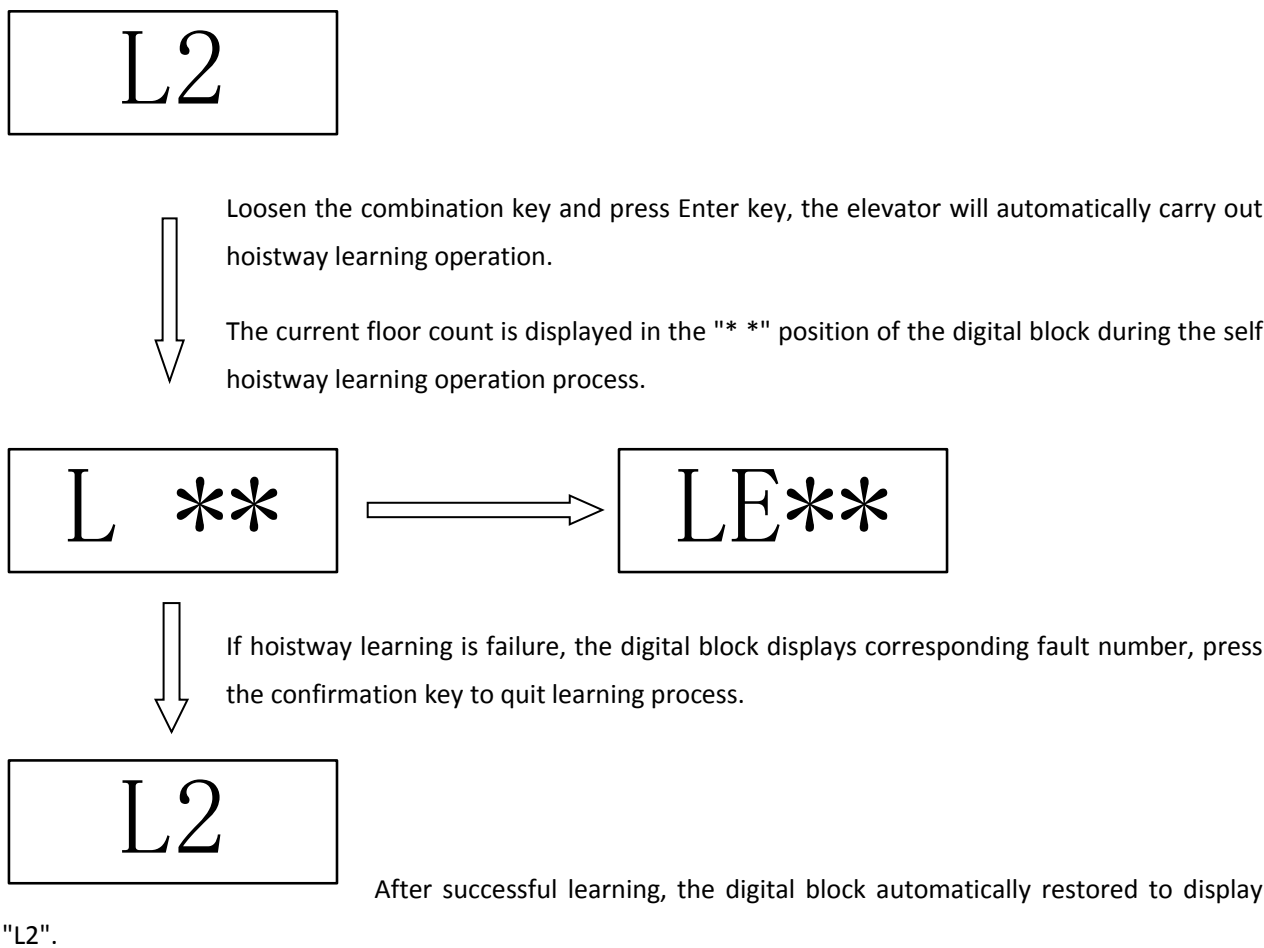 L2
Loosen the combination key and press Enter key, the elevator will automatically carry out
hoistway learning operation.
The current floor count is displayed in the "* *" position of the digital block during the self
hoistway learning operation process.
L **
LE**
If hoistway learning is failure, the digital block displays corresponding fault number, press
the confirmation key to quit learning process.
L2
After successful learning, the digital block automatically restored to display
"L2".